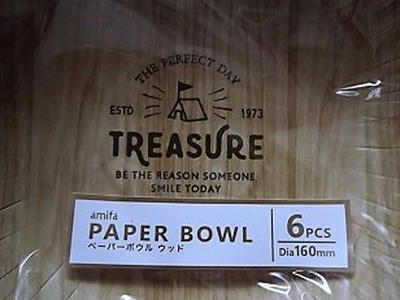 THE PERFECT DAY
ESTD 1973
TREASURE
BE THE REASON SOMEONE
SMILE TODAY
amifa
PAPER BOWL
ペーパーボウル ウッド
6PCS
Dia160mm